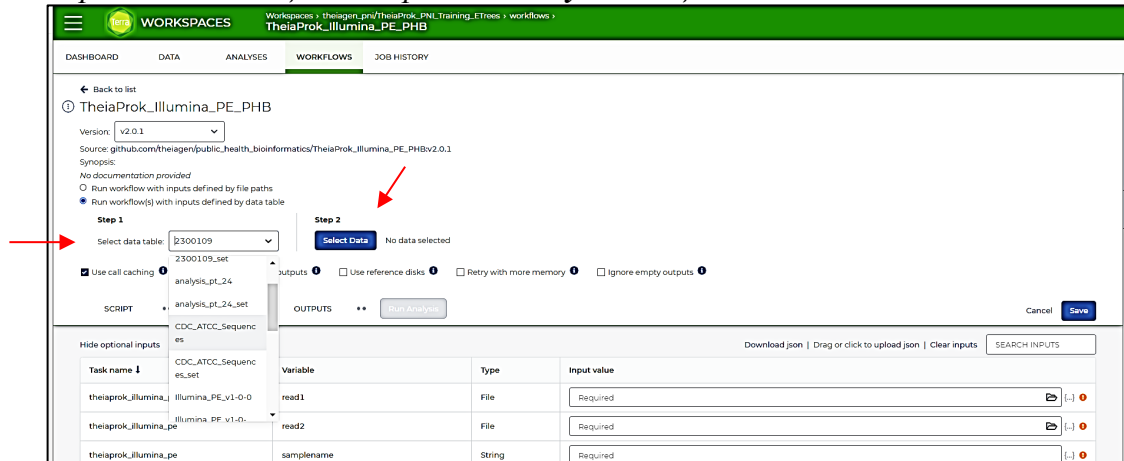 Terra
WORKSPACES
Workspaces › theiagen_pni/TheiaProk_PNI_Training_ETrees › workflows ›
TheiaProk_Illumina_PE_PHB
DASHBOARD DATA ANALYSES WORKFLOWS JOB HISTORY
Back to list
TheiaProk_Illumina_PE_PHB
Version: v2.0.1
Source: github.com/theiagen/public_health_bioinformatics/TheiaProk_Illumina_PE_PHB:v2.0.1
Synopsis:
No documentation provided
Run workflow with inputs defined by file paths
Run workflow(s) with inputs defined by data table
Step 1 Step 2
Select data table: 2300109 Select Data No data selected
2300109_set
Use call caching outputs Use reference disks Retry with more memory Ignore empty outputs
analysis_pt_24
analysis_pt_24_set
SCRIPT OUTPUTS Run Analysis Cancel Save
CDC_ATCC_Sequenc
es
Hide optional inputs Download json | Drag or click to upload json | Clear inputs SEARCH INPUTS
CDC_ATCC_Sequenc
es_set
Task name Variable Type Input value
Illumina_PE_v1-0-0
theiaprok_illumina_ read1 File Required {...}
Illumina_PE_v1-0-
theiaprok_illumina_pe read2 File Required {...}
theiaprok_illumina_pe samplename String Required {...}